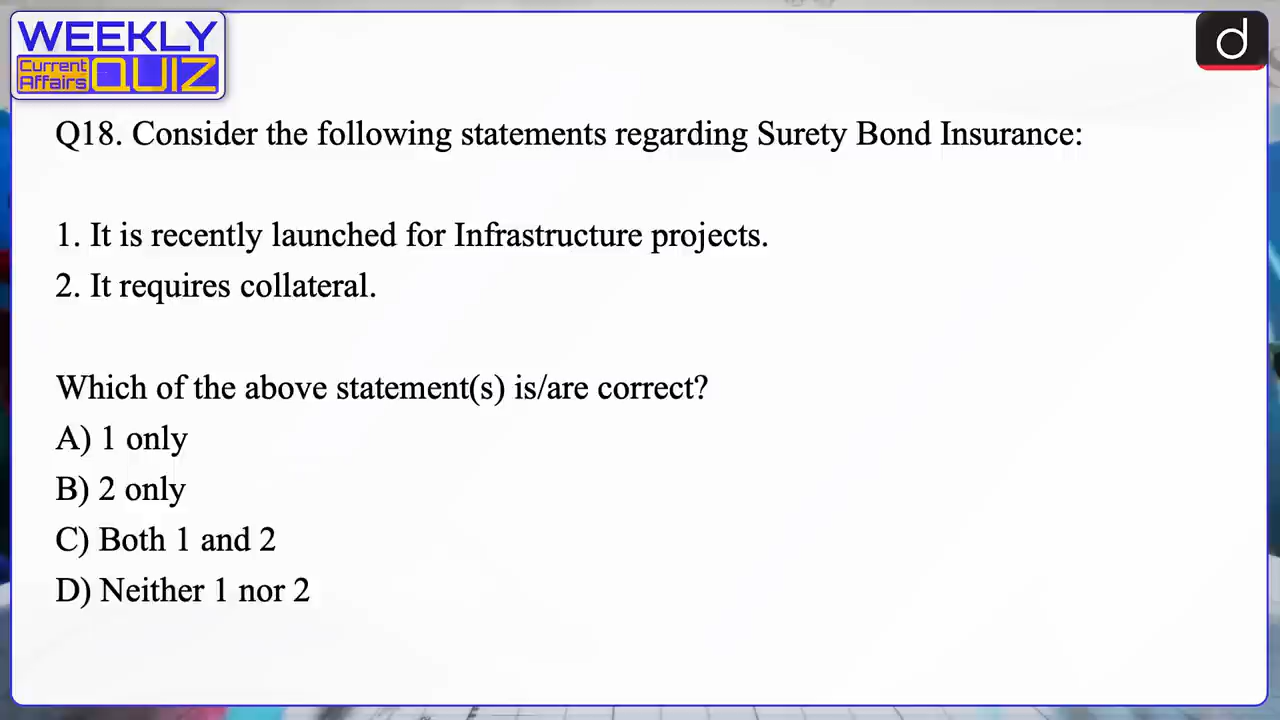 WEEKLY
Current
Affairs
QUIZ
d
Q18. Consider the following statements regarding Surety Bond Insurance:
1. It is recently launched for Infrastructure projects.
2. It requires collateral.
Which of the above statement(s) is/are correct?
A) 1 only
B) 2 only
C) Both 1 and 2
D) Neither 1 nor 2